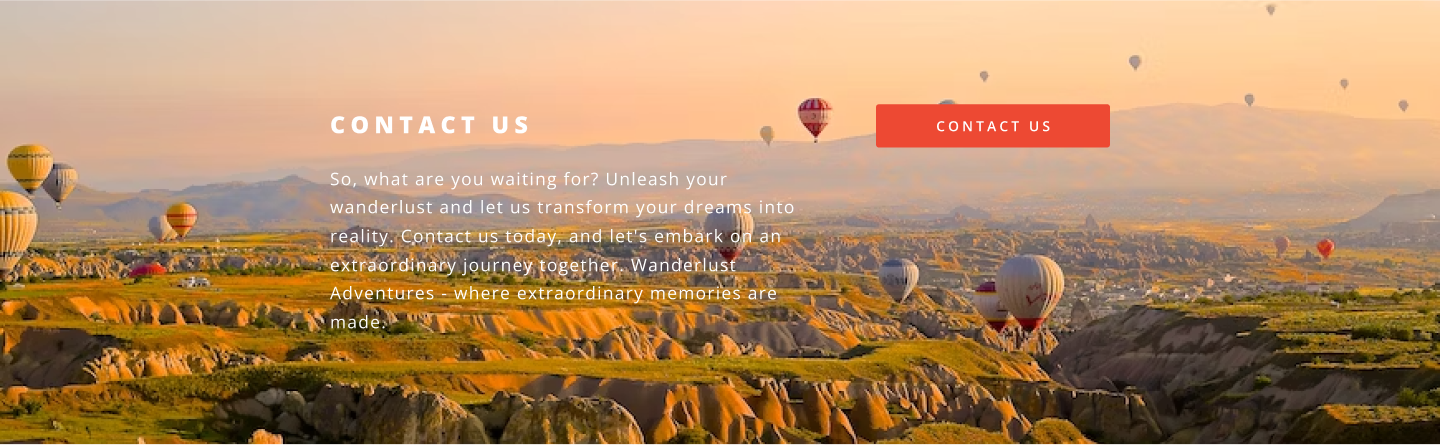 CONTACT US
So, what are you waiting for? Unleash your
wanderlust and let us transform your dreams into
reality. Contact us today, and let's embark on an
extraordinary journey together. Wanderlust
Adventures - where extraordinary memories are
made.
CONTACT US